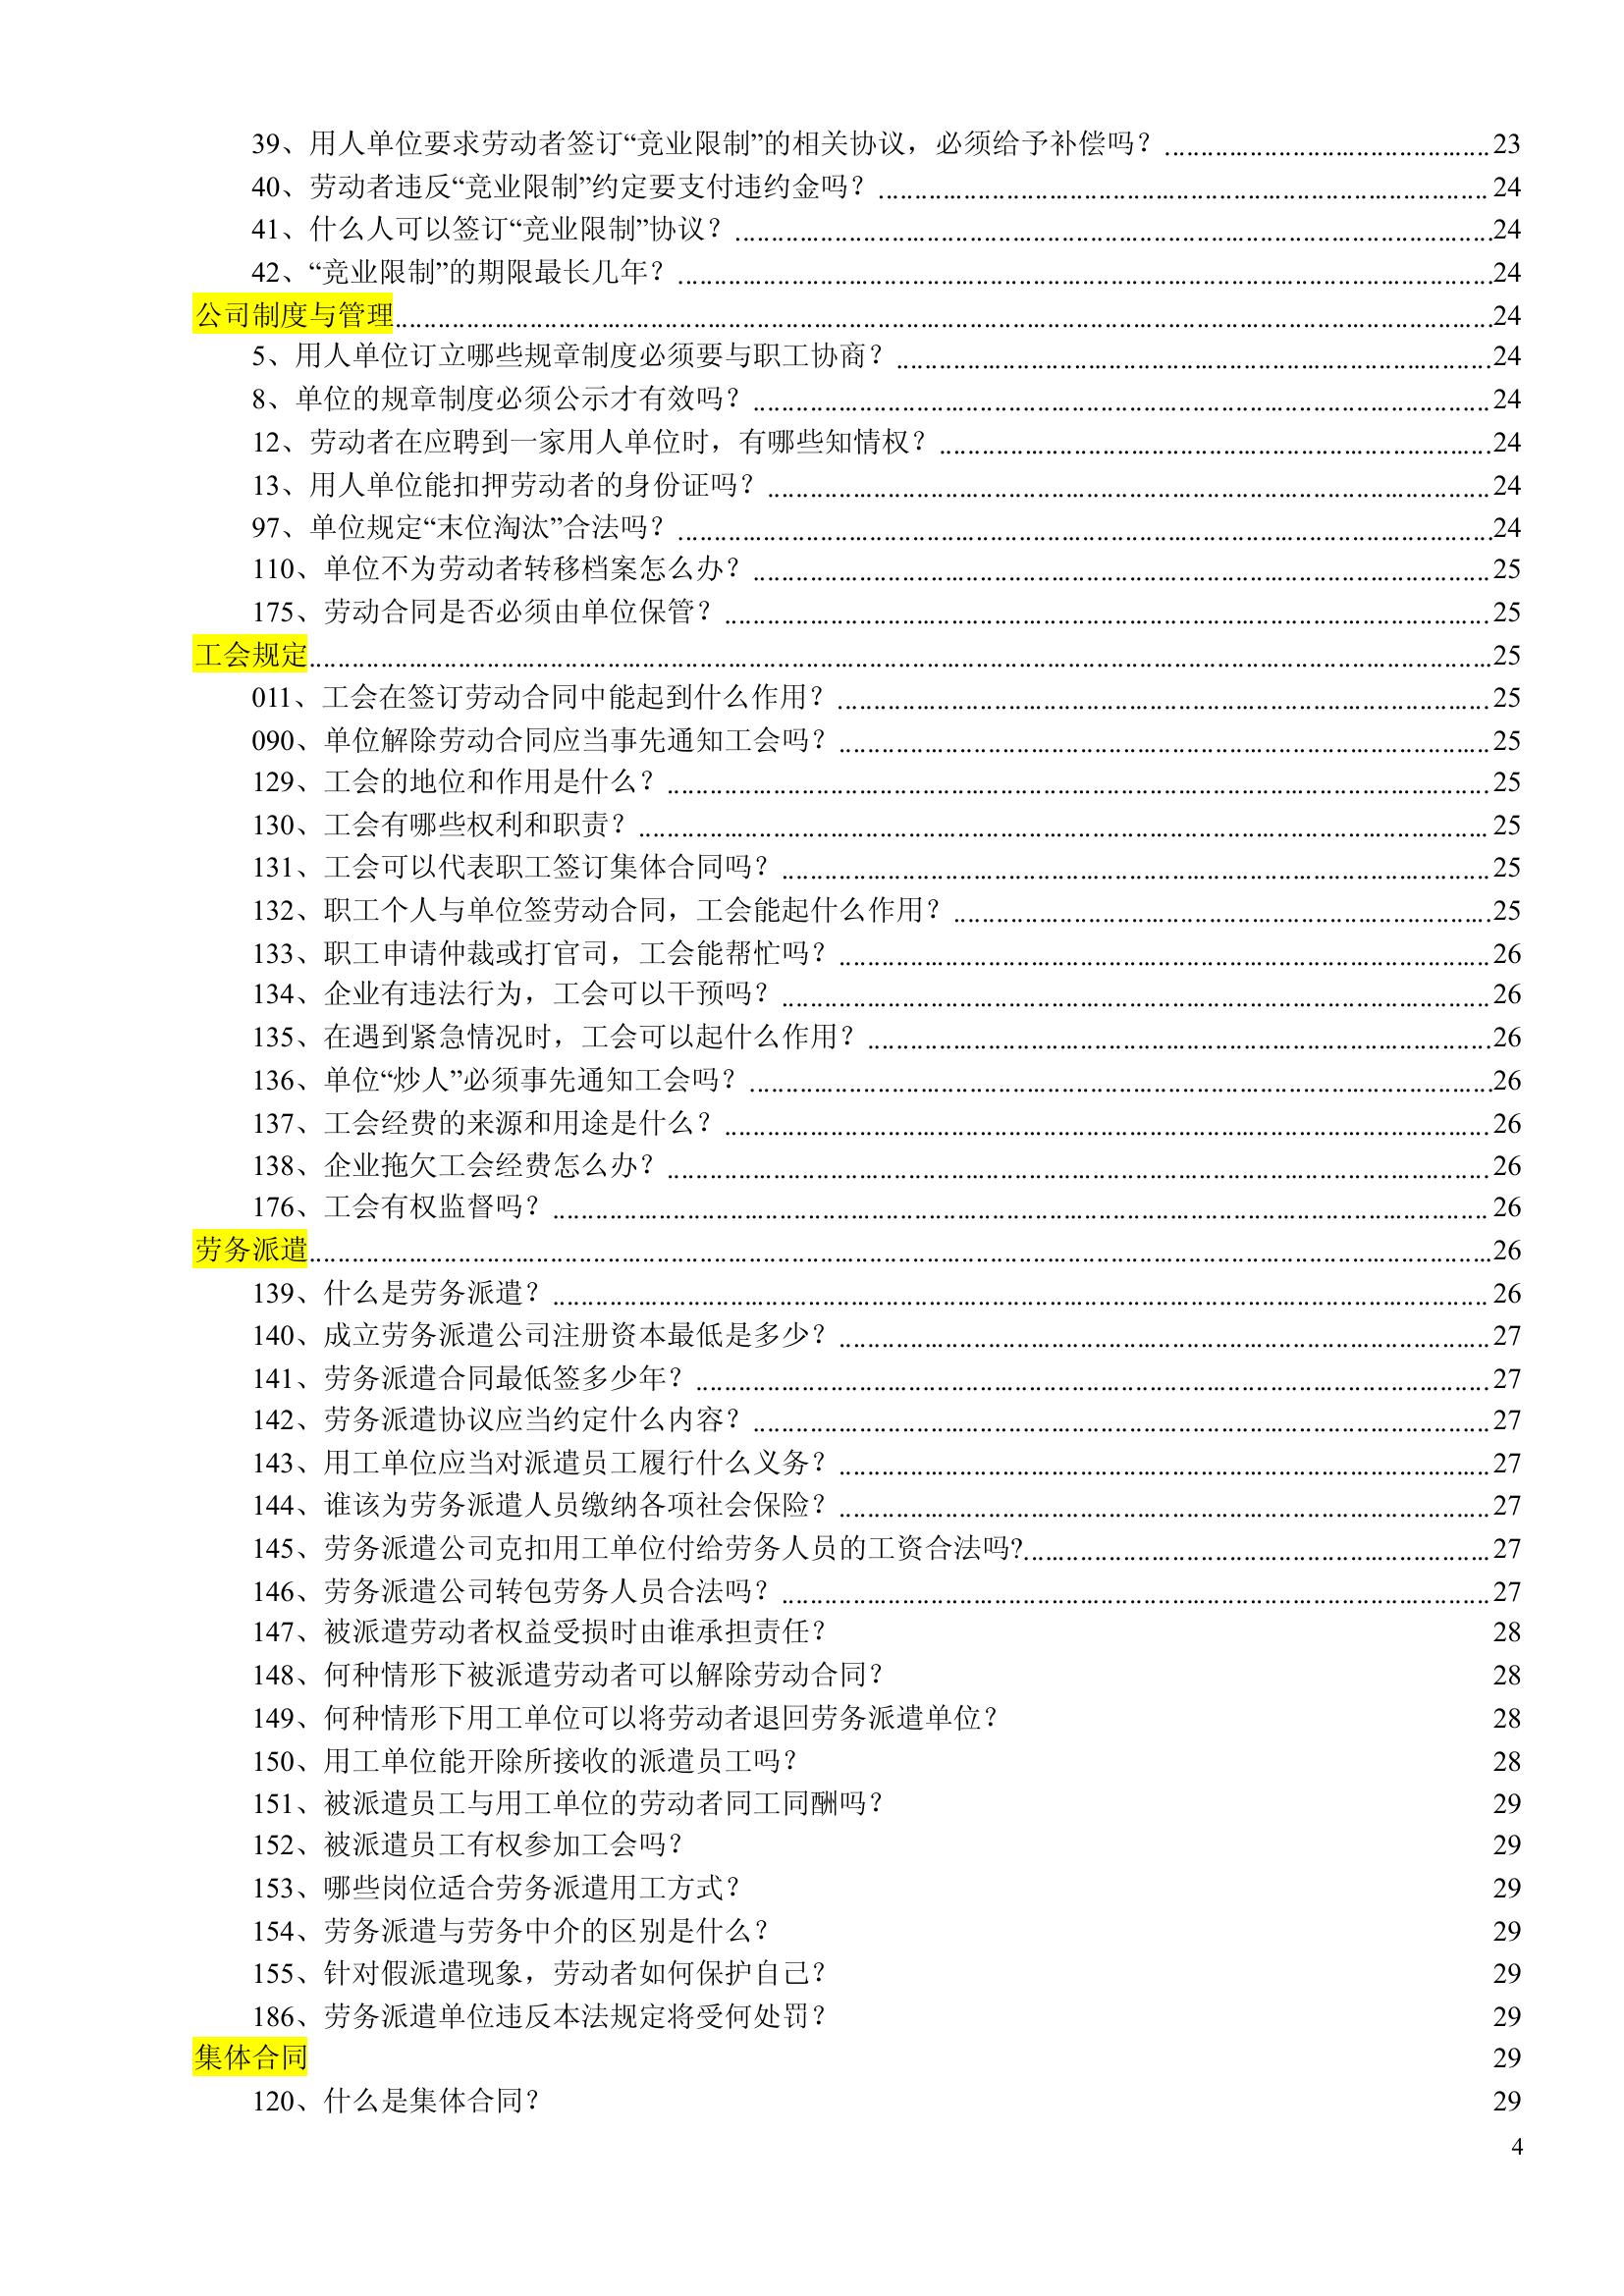 39、用人单位要求劳动者签订“竞业限制”的相关协议，必须给予补偿吗？ 23
40、劳动者违反“竞业限制”约定要支付违约金吗？ 24
41、什么人可以签订“竞业限制”协议？ 24
42、“竞业限制”的期限最长几年？ 24
公司制度与管理 24
5、用人单位订立哪些规章制度必须要与职工协商？ 24
8、单位的规章制度必须公示才有效吗？ 24
12、劳动者在应聘到一家用人单位时，有哪些知情权？ 24
13、用人单位能扣押劳动者的身份证吗？ 24
97、单位规定“末位淘汰”合法吗？ 24
110、单位不为劳动者转移档案怎么办？ 25
175、劳动合同是否必须由单位保管？ 25
工会规定 25
011、工会在签订劳动合同中能起到什么作用？ 25
090、单位解除劳动合同应当事先通知工会吗？ 25
129、工会的地位和作用是什么？ 25
130、工会有哪些权利和职责？ 25
131、工会可以代表职工签订集体合同吗？ 25
132、职工个人与单位签劳动合同，工会能起什么作用？ 25
133、职工申请仲裁或打官司，工会能帮忙吗？ 26
134、企业有违法行为，工会可以干预吗？ 26
135、在遇到紧急情况时，工会可以起什么作用？ 26
136、单位“炒人”必须事先通知工会吗？ 26
137、工会经费的来源和用途是什么？ 26
138、企业拖欠工会经费怎么办？ 26
176、工会有权监督吗？ 26
劳务派遣 26
139、什么是劳务派遣？ 26
140、成立劳务派遣公司注册资本最低是多少？ 27
141、劳务派遣合同最低签多少年？ 27
142、劳务派遣协议应当约定什么内容？ 27
143、用工单位应当对派遣员工履行什么义务？ 27
144、谁该为劳务派遣人员缴纳各项社会保险？ 27
145、劳务派遣公司克扣用工单位付给劳务人员的工资合法吗? 27
146、劳务派遣公司转包劳务人员合法吗？ 27
147、被派遣劳动者权益受损时由谁承担责任？ 28
148、何种情形下被派遣劳动者可以解除劳动合同？ 28
149、何种情形下用工单位可以将劳动者退回劳务派遣单位？ 28
150、用工单位能开除所接收的派遣员工吗？ 28
151、被派遣员工与用工单位的劳动者同工同酬吗？ 29
152、被派遣员工有权参加工会吗？ 29
153、哪些岗位适合劳务派遣用工方式？ 29
154、劳务派遣与劳务中介的区别是什么？ 29
155、针对假派遣现象，劳动者如何保护自己？ 29
186、劳务派遣单位违反本法规定将受何处罚？ 29
集体合同 29
120、什么是集体合同？ 29
4